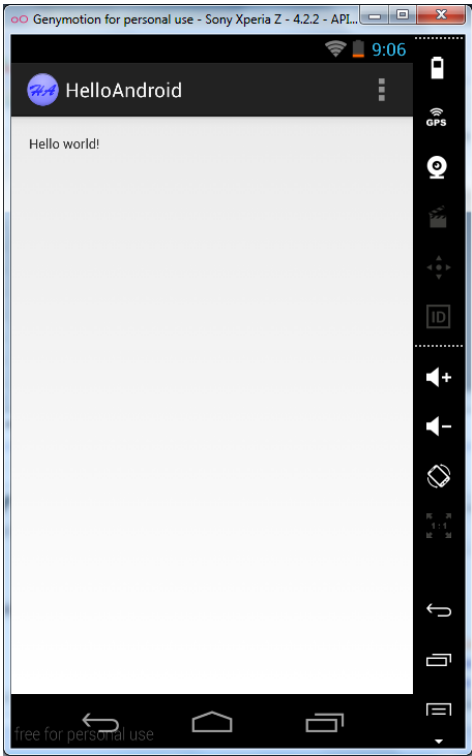 Genymotion for personal use - Sony Xperia Z - 4.2.2 - API...
9:06
HA HelloAndroid
Hello world!
GPS
ID
1:1
free for personal use